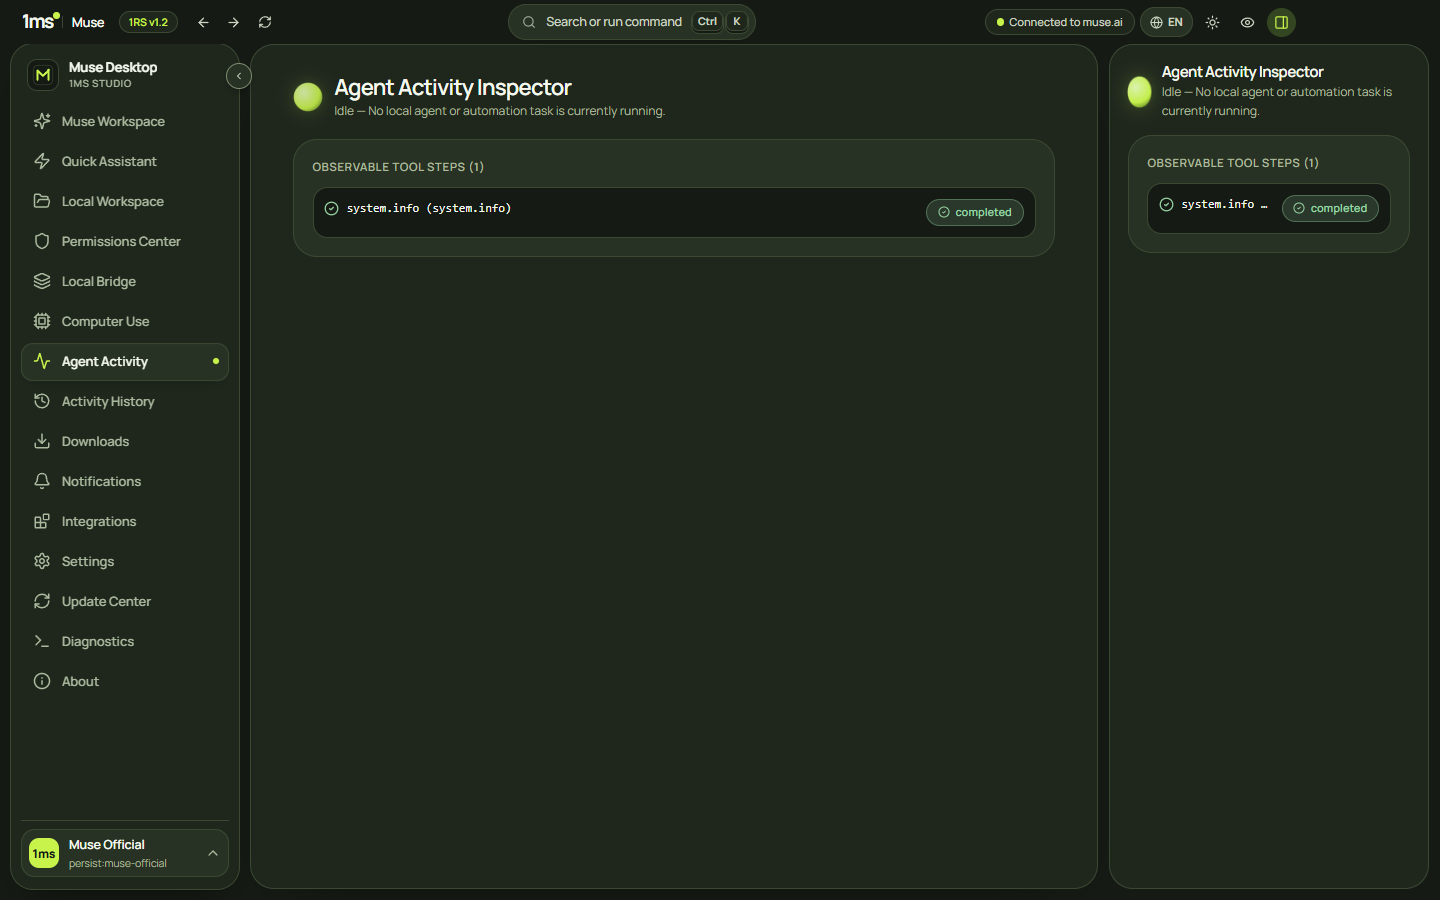 1ms Muse 1RS v1.2
Search or run command Ctrl K
Connected to muse.ai
EN
M Muse Desktop
1MS STUDIO
Muse Workspace
Quick Assistant
Local Workspace
Permissions Center
Local Bridge
Computer Use
Agent Activity
Activity History
Downloads
Notifications
Integrations
Settings
Update Center
Diagnostics
About
1ms Muse Official
persist:muse-official
Agent Activity Inspector
Idle — No local agent or automation task is currently running.
OBSERVABLE TOOL STEPS (1)
system.info (system.info) completed
Agent Activity Inspector
Idle — No local agent or automation task is
currently running.
OBSERVABLE TOOL STEPS (1)
system.info … completed